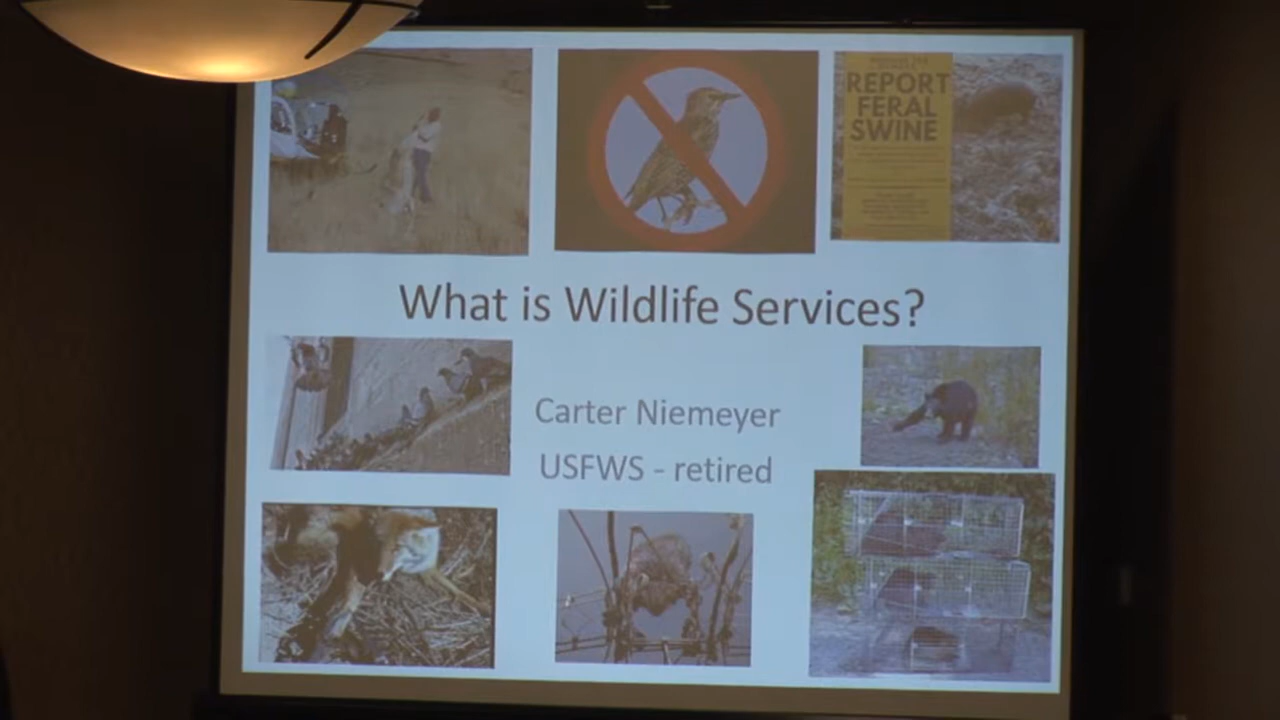 REPORT
FERAL
SWINE
What is Wildlife Services?
Carter Niemeyer
USFWS - retired